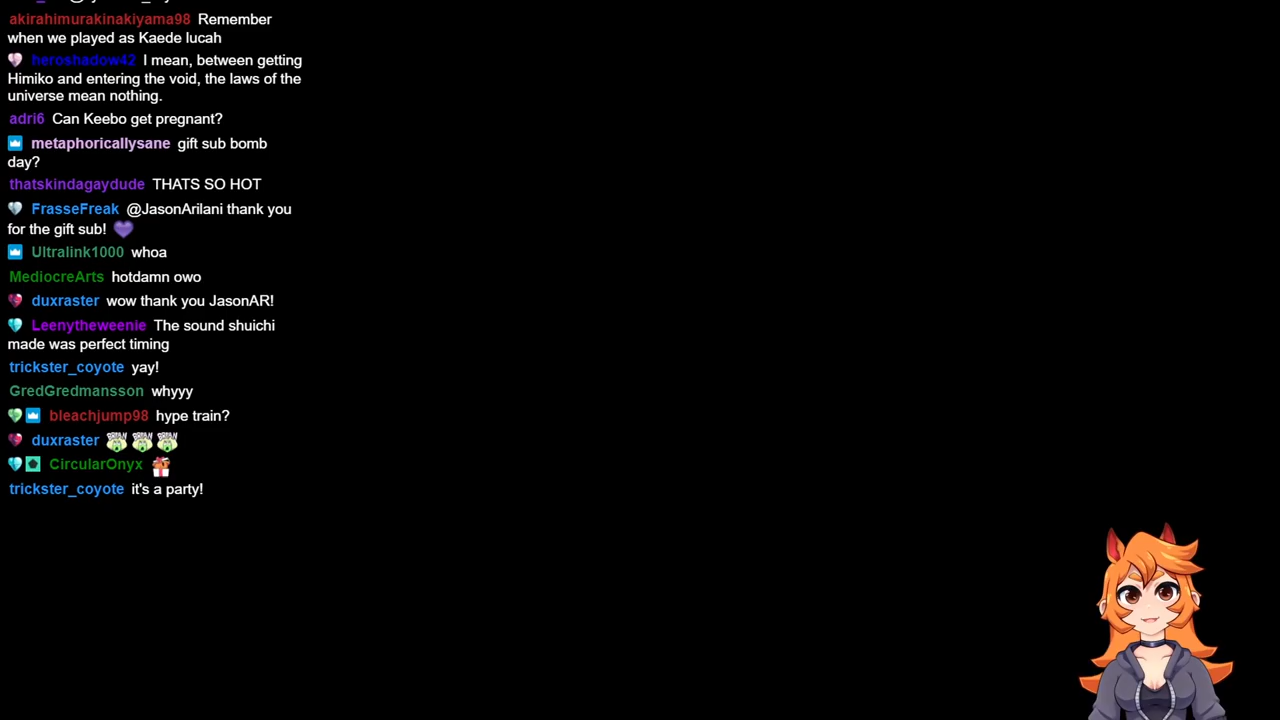 akirahimurakinakiyama98 Remember
when we played as Kaede lucah
heroshadow42 I mean, between getting
Himiko and entering the void, the laws of the
universe mean nothing.
adri6 Can Keebo get pregnant?
metaphoricallysane gift sub bomb
day?
thatskindagaydude THATS SO HOT
FrasseFreak @JasonArilani thank you
for the gift sub!
Ultralink1000 whoa
MediocreArts hotdamn owo
duxraster wow thank you JasonAR!
Leenytheweenie The sound shuichi
made was perfect timing
trickster_coyote yay!
GredGredmansson whyyy
bleachjump98 hype train?
duxraster
CircularOnyx
trickster_coyote it's a party!